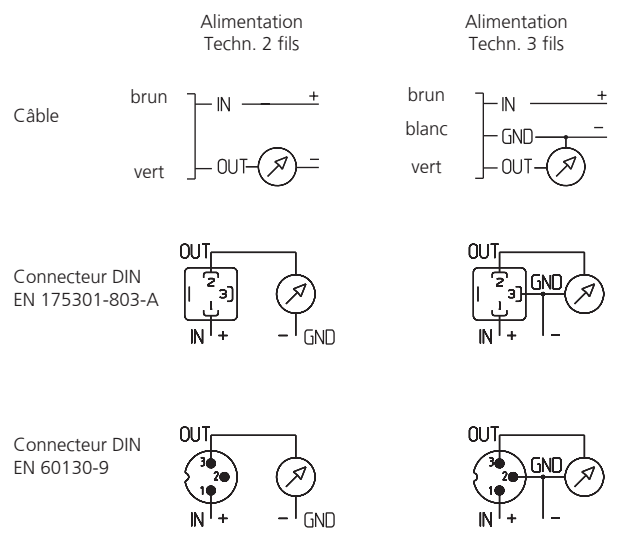 Alimentation
Techn. 2 fils
Alimentation
Techn. 3 fils
Câble
brun
IN
+
vert
OUT
–
brun
IN
+
blanc
GND
–
vert
OUT
Connecteur DIN
EN 175301-803-A
OUT
2
3
1
IN +
– GND
OUT
2
3
GND
1
IN +
–
Connecteur DIN
EN 60130-9
OUT
3
2
1
IN +
– GND
OUT
3
2
GND
1
IN +
–